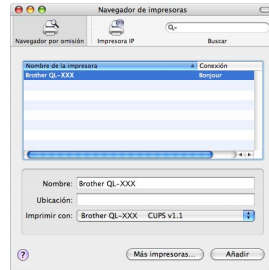 Navegador de impresoras
Navegador por omisión Impresora IP Buscar
Nombre de la impresora Conexión
Brother QL-XXX Bonjour
Nombre: Brother QL-XXX
Ubicación:
Imprimir con: Brother QL-XXX CUPS v1.1
? Más impresoras... Añadir